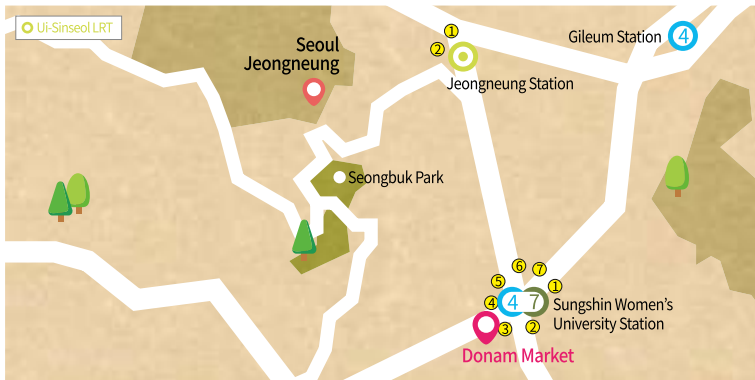 Ui-Sinseol LRT
Seoul
Jeongneung
1
2
Jeongneung Station
Gileum Station
4
Seongbuk Park
6
7
5
1
4
4
7
3
2
Sungshin Women's
University Station
Donam Market